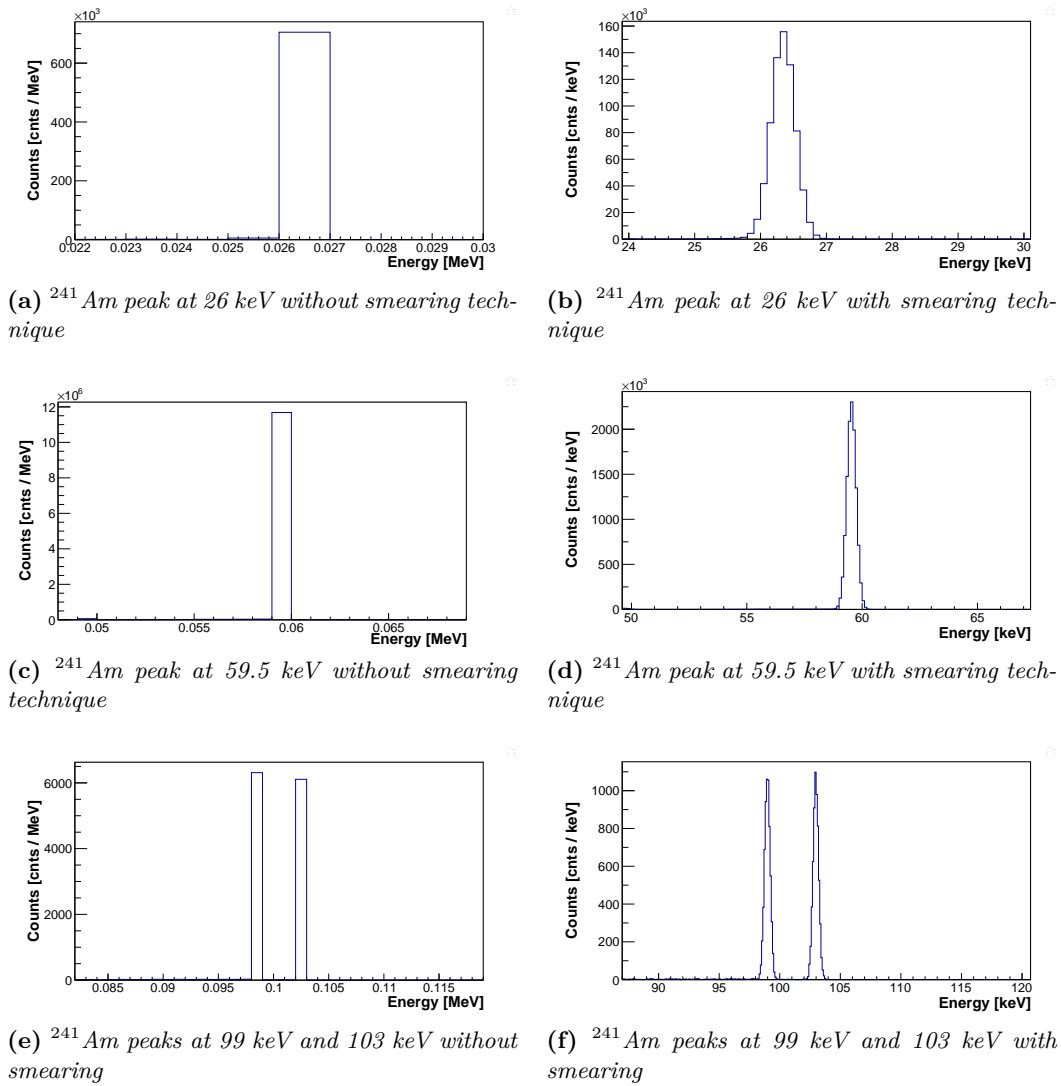 ×10³
Counts [cnts / MeV]
600
400
200
0
0.022 0.023 0.024 0.025 0.026 0.027 0.028 0.029 0.03
Energy [MeV]
(a) ²⁴¹Am peak at 26 keV without smearing tech-
nique
×10³
Counts [cnts / keV]
160
140
120
100
80
60
40
20
0
24 25 26 27 28 29 30
Energy [keV]
(b) ²⁴¹Am peak at 26 keV with smearing tech-
nique
×10⁶
Counts [cnts / MeV]
12
10
8
6
4
2
0
0.05 0.055 0.06 0.065
Energy [MeV]
(c) ²⁴¹Am peak at 59.5 keV without smearing
technique
×10³
Counts [cnts / keV]
2000
1500
1000
500
0
50 55 60 65
Energy [keV]
(d) ²⁴¹Am peak at 59.5 keV with smearing tech-
nique
Counts [cnts / MeV]
6000
4000
2000
0
0.085 0.09 0.095 0.1 0.105 0.11 0.115
Energy [MeV]
(e) ²⁴¹Am peaks at 99 keV and 103 keV without
smearing
Counts [cnts / keV]
1000
800
600
400
200
0
90 95 100 105 110 115 120
Energy [keV]
(f) ²⁴¹Am peaks at 99 keV and 103 keV with
smearing